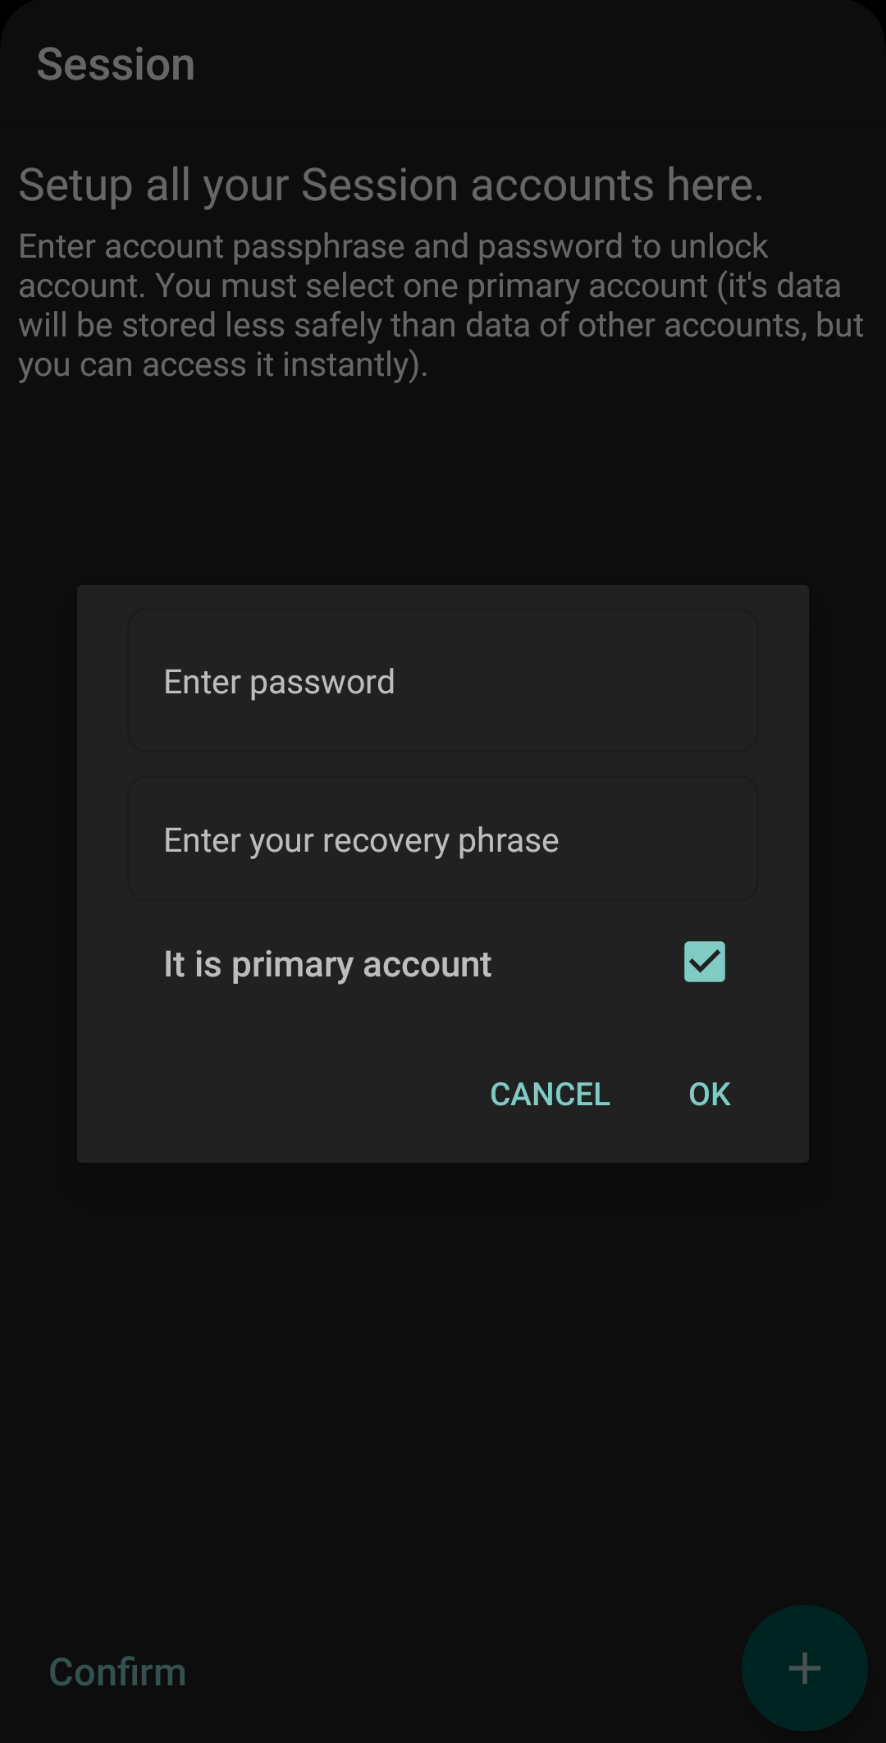 Session
Setup all your Session accounts here.
Enter account passphrase and password to unlock
account. You must select one primary account (it's data
will be stored less safely than data of other accounts, but
you can access it instantly).
Enter password
Enter your recovery phrase
It is primary account
CANCEL OK
Confirm
+